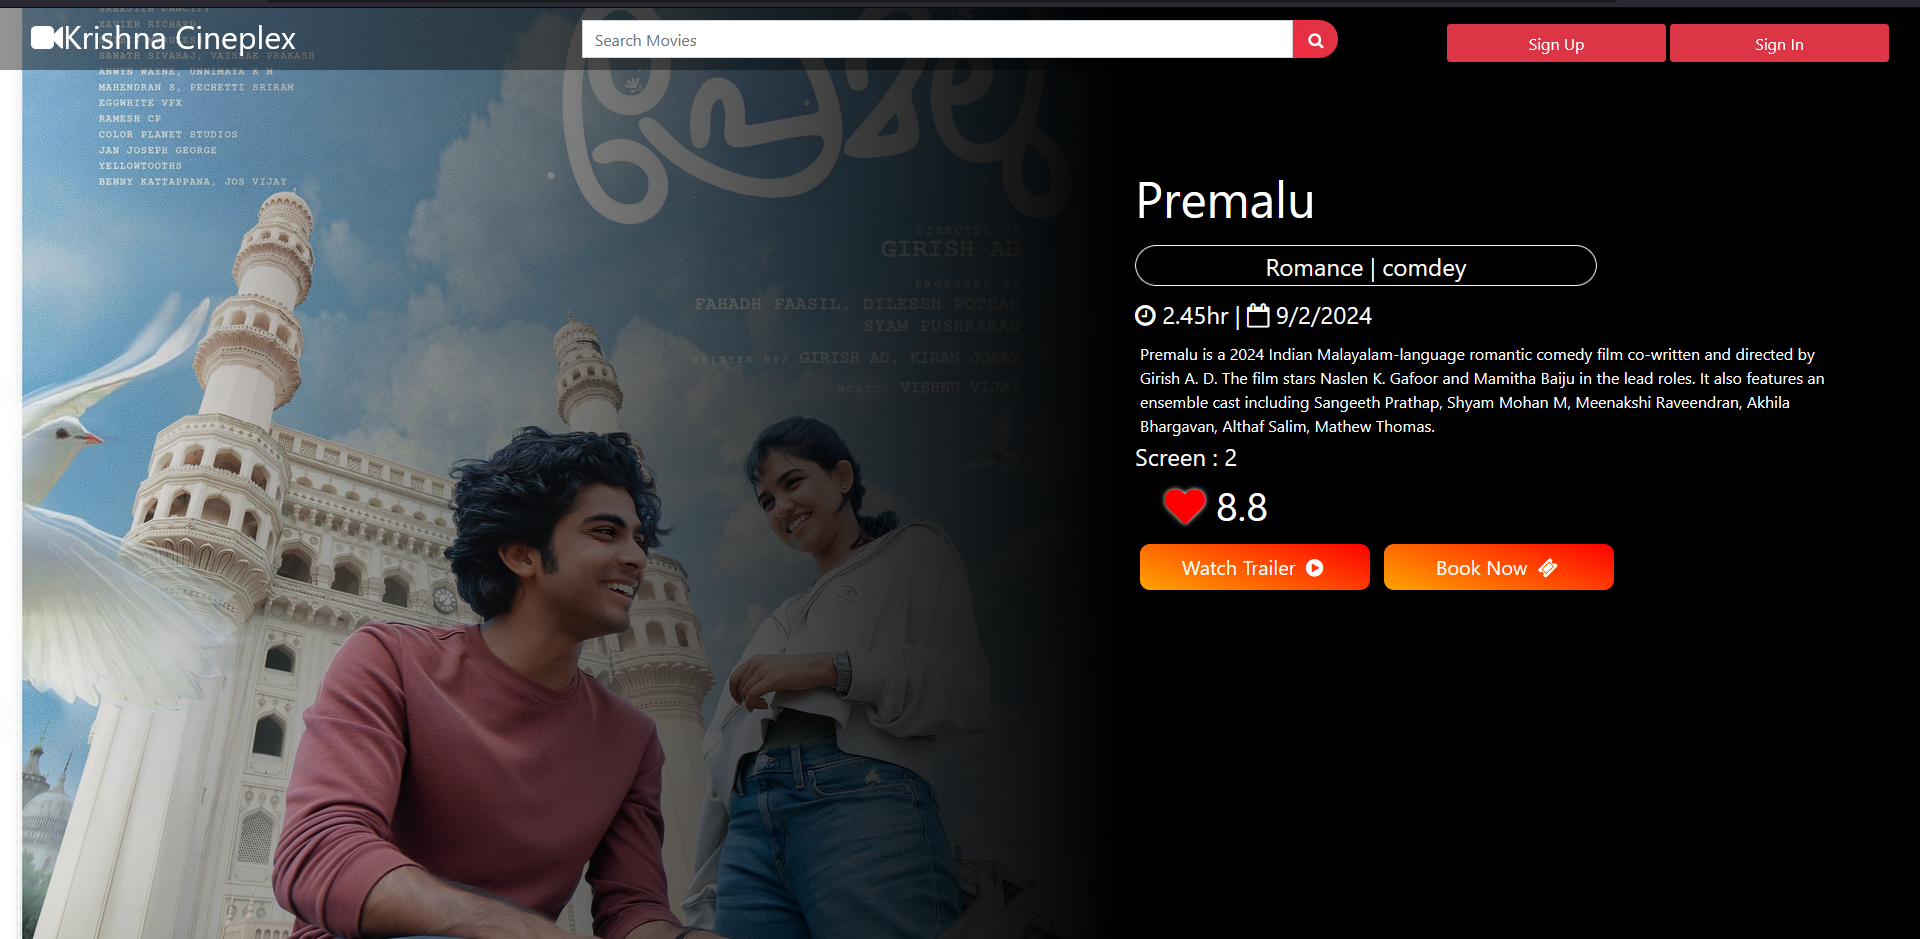 SREEJITH DANCITY
XAVIER RICHARD
SANATH SIVARAJ, VAISHAK PRAKASH
ANWIN WAYNE, UNNIMAYA K M
MAHENDRAN S, PECHETTI SRIRAM
EGGWHITE VFX
RAMESH CP
COLOR PLANET STUDIOS
JAN JOSEPH GEORGE
YELLOWTOOTHS
BENNY KATTAPPANA, JOS VIJAY
Krishna Cineplex
Search Movies
Sign Up
Sign In
പ്രേമലു
DIRECTED BY
GIRISH AD
PRODUCED BY
FAHADH FAASIL, DILEESH POTHAN
SYAM PUSHKARAN
WRITTEN BY/ GIRISH AD, KIRAN JOSEY
MUSIC/ VISHNU VIJAY
Premalu
Romance | comdey
2.45hr | 9/2/2024
Premalu is a 2024 Indian Malayalam-language romantic comedy film co-written and directed by
Girish A. D. The film stars Naslen K. Gafoor and Mamitha Baiju in the lead roles. It also features an
ensemble cast including Sangeeth Prathap, Shyam Mohan M, Meenakshi Raveendran, Akhila
Bhargavan, Althaf Salim, Mathew Thomas.
Screen : 2
8.8
Watch Trailer
Book Now